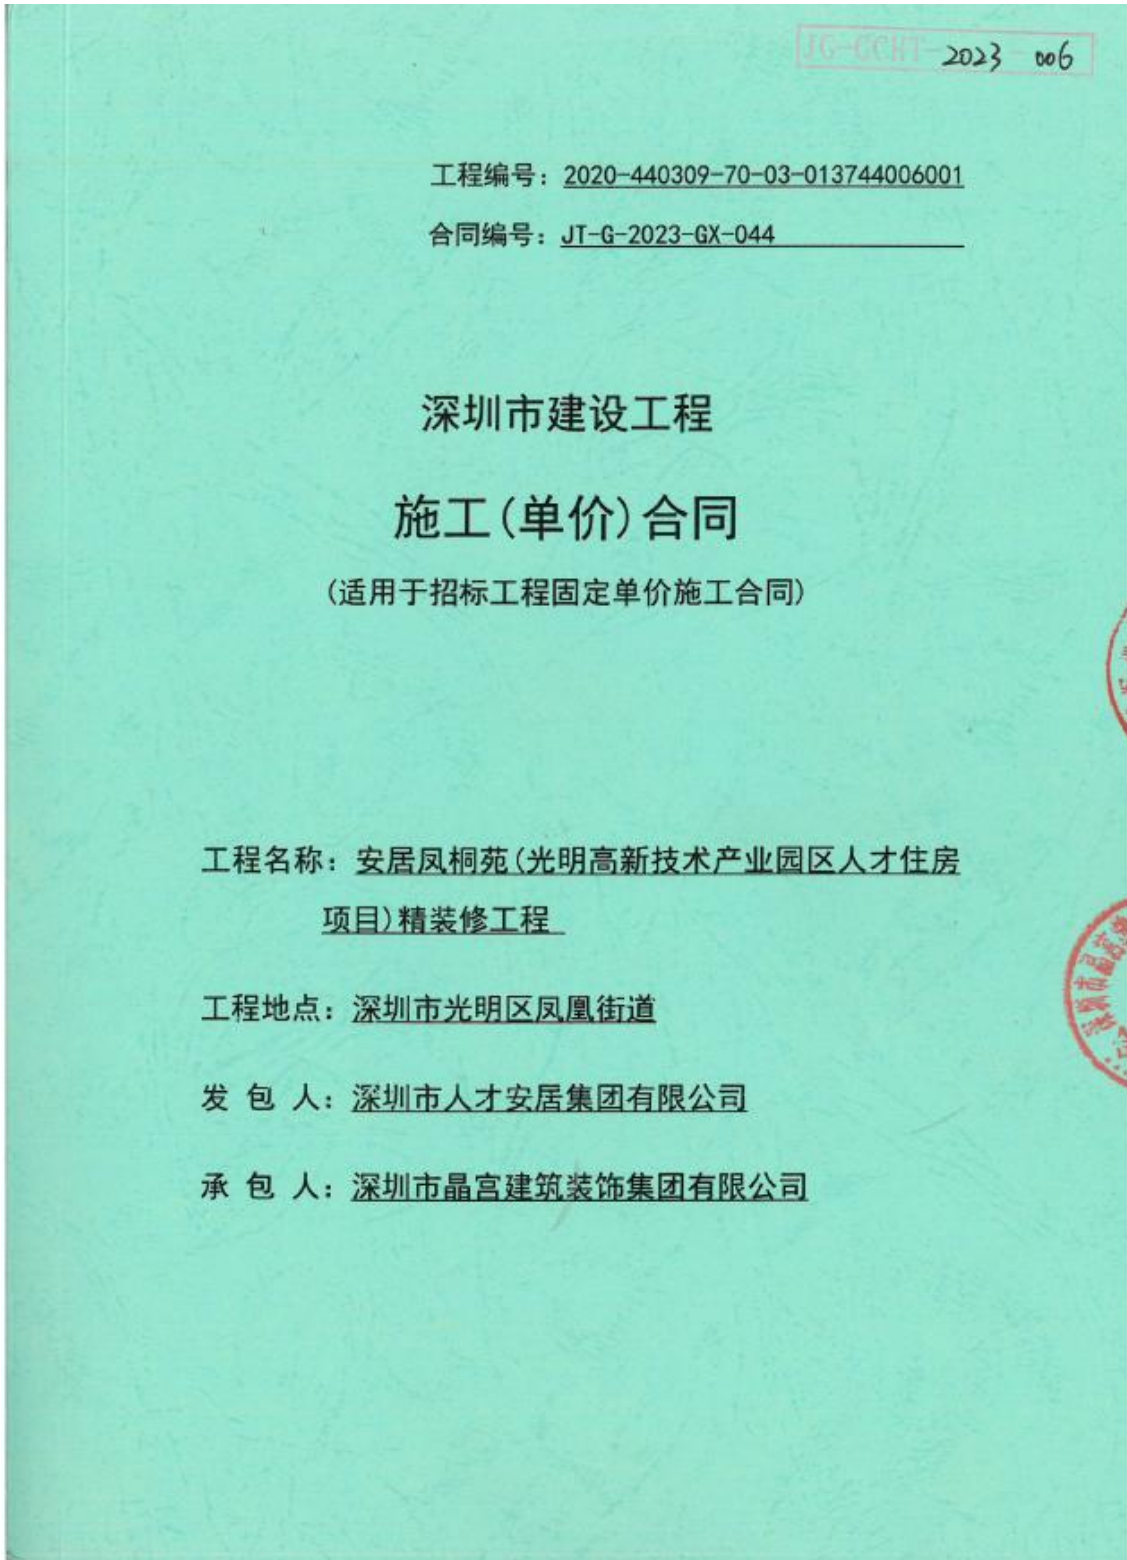 JG-GCHT-2023-006
工程编号：2020-440309-70-03-013744006001
合同编号：JT-G-2023-GX-044
深圳市建设工程
施工(单价)合同
(适用于招标工程固定单价施工合同)
工程名称：安居凤桐苑(光明高新技术产业园区人才住房
项目)精装修工程
工程地点：深圳市光明区凤凰街道
发 包 人：深圳市人才安居集团有限公司
深圳市晶宫
承 包 人：深圳市晶宫建筑装饰集团有限公司